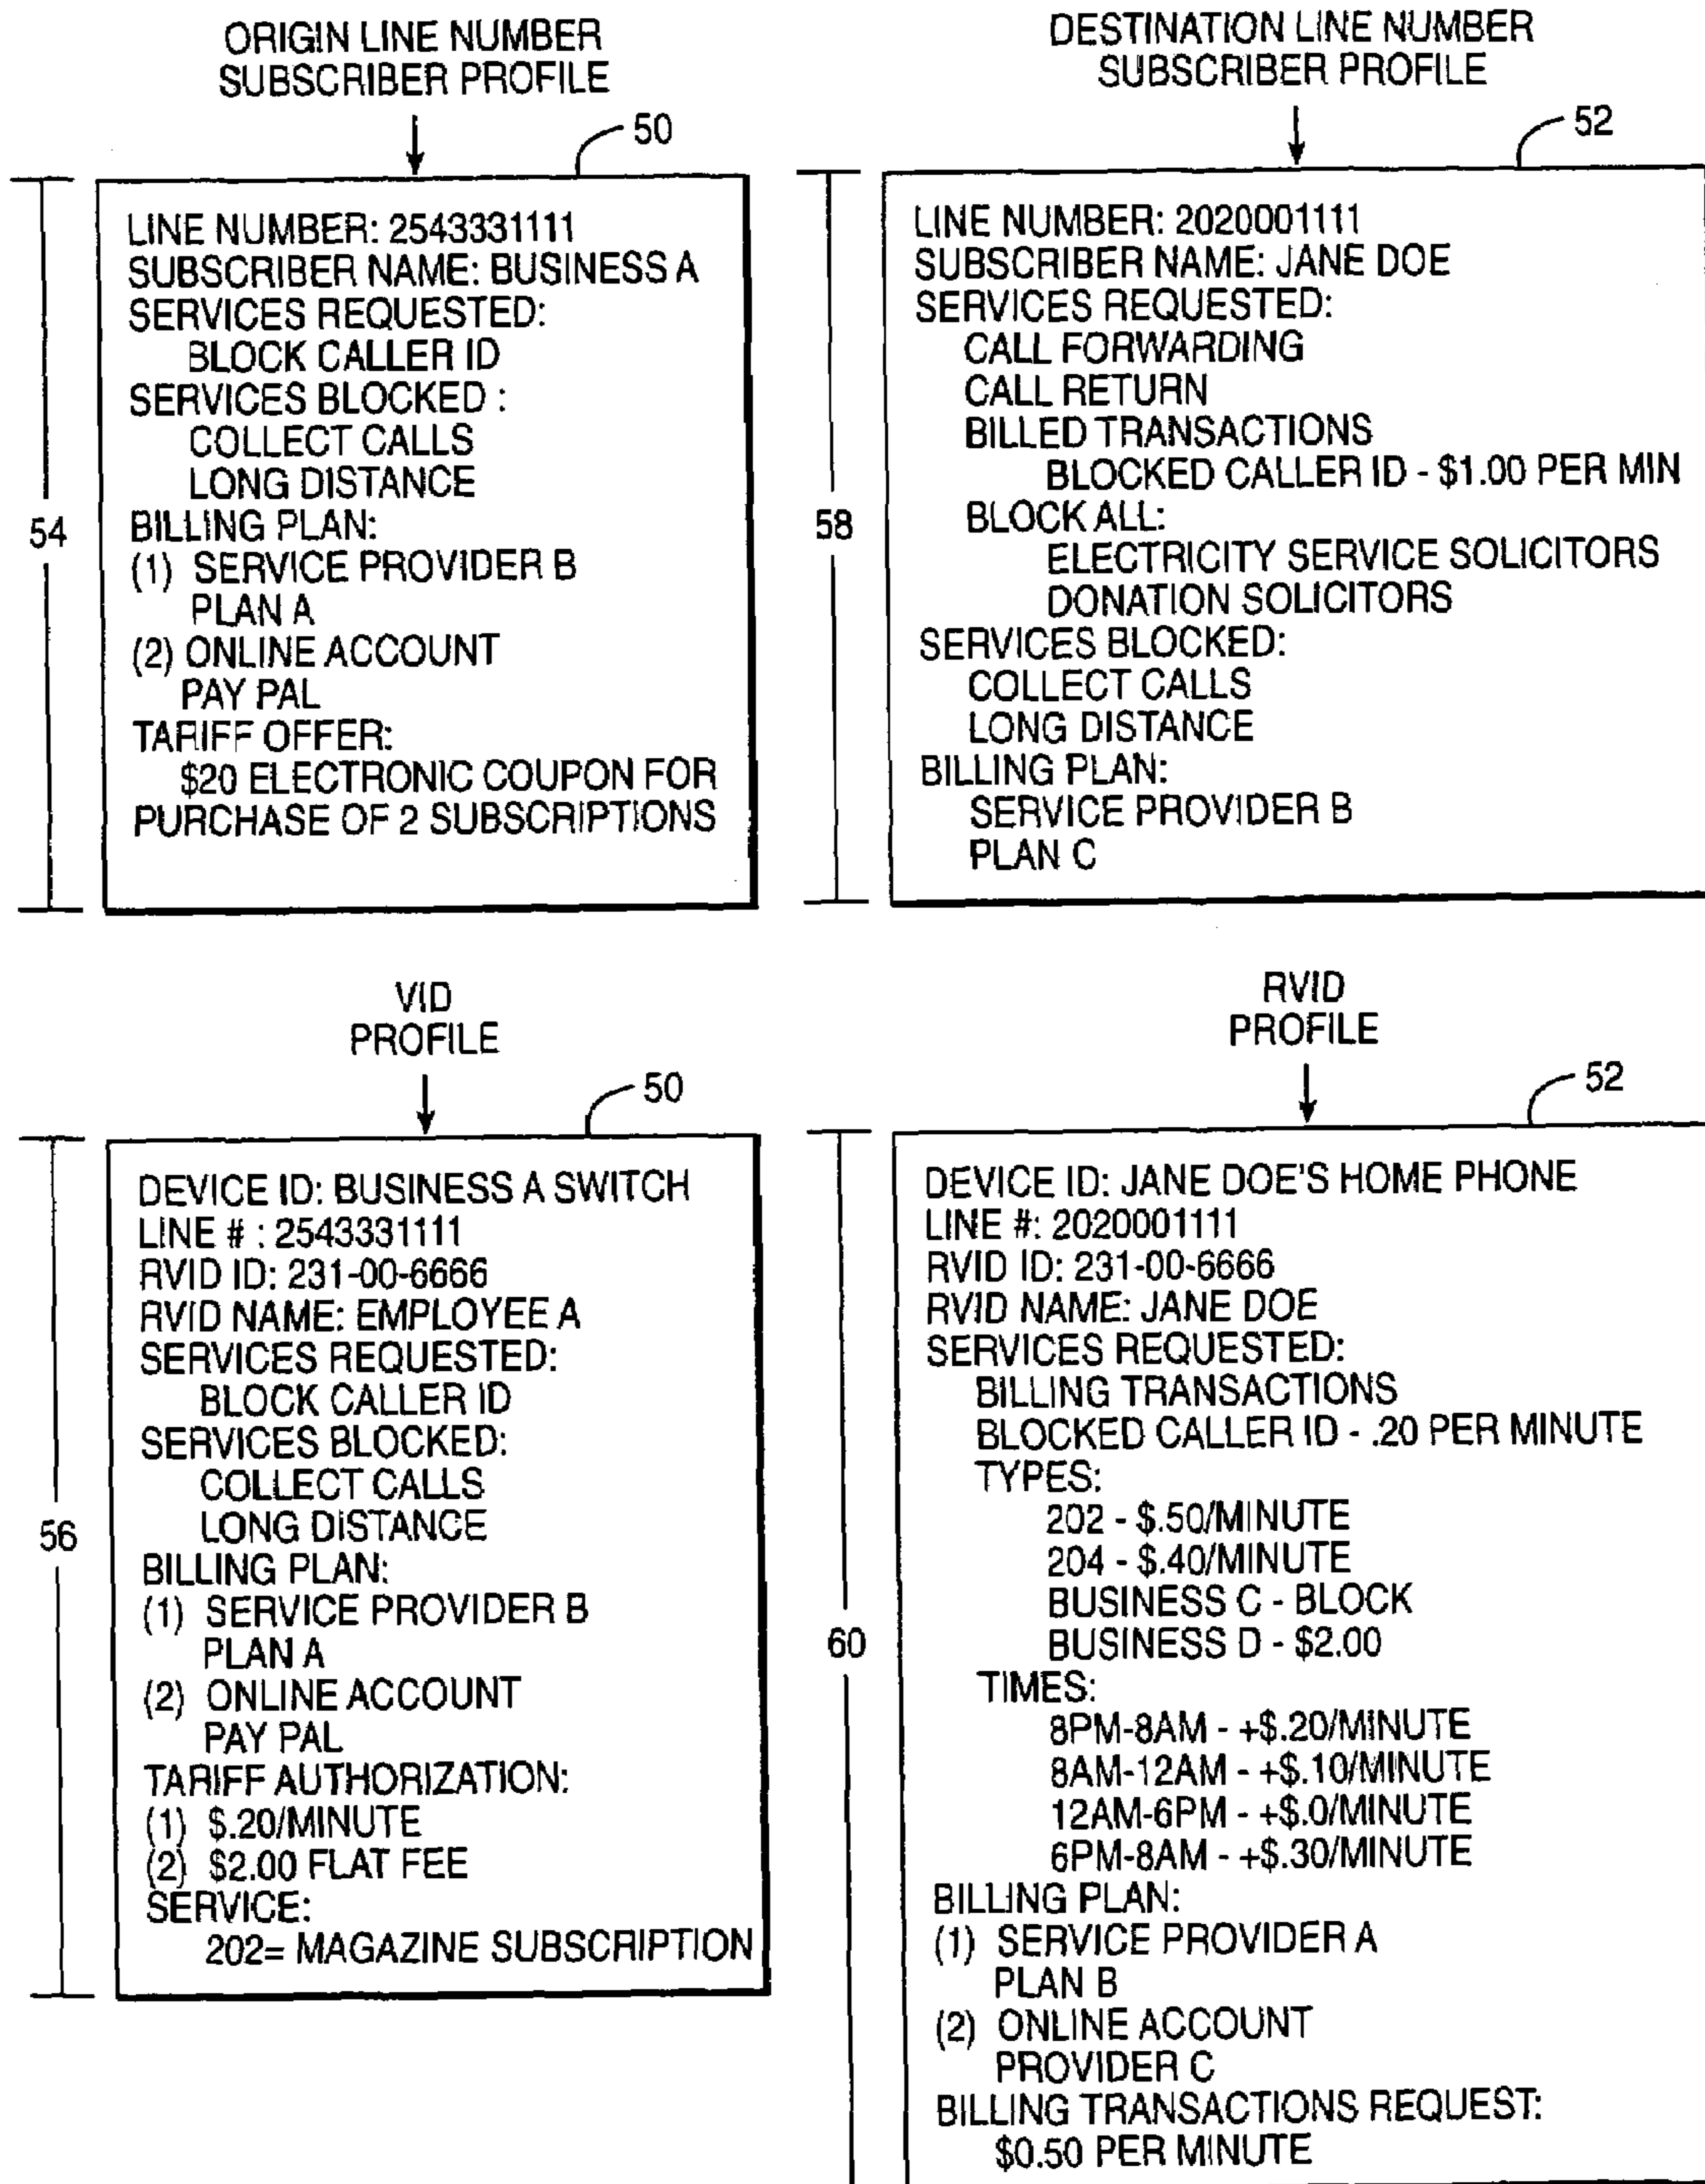 ORIGIN LINE NUMBER
SUBSCRIBER PROFILE
50
54
LINE NUMBER: 2543331111
SUBSCRIBER NAME: BUSINESS A
SERVICES REQUESTED:
BLOCK CALLER ID
SERVICES BLOCKED :
COLLECT CALLS
LONG DISTANCE
BILLING PLAN:
(1) SERVICE PROVIDER B
PLAN A
(2) ONLINE ACCOUNT
PAY PAL
TARIFF OFFER:
$20 ELECTRONIC COUPON FOR
PURCHASE OF 2 SUBSCRIPTIONS
DESTINATION LINE NUMBER
SUBSCRIBER PROFILE
52
58
LINE NUMBER: 2020001111
SUBSCRIBER NAME: JANE DOE
SERVICES REQUESTED:
CALL FORWARDING
CALL RETURN
BILLED TRANSACTIONS
BLOCKED CALLER ID - $1.00 PER MIN
BLOCK ALL:
ELECTRICITY SERVICE SOLICITORS
DONATION SOLICITORS
SERVICES BLOCKED:
COLLECT CALLS
LONG DISTANCE
BILLING PLAN:
SERVICE PROVIDER B
PLAN C
VID
PROFILE
50
56
DEVICE ID: BUSINESS A SWITCH
LINE # : 2543331111
RVID ID: 231-00-6666
RVID NAME: EMPLOYEE A
SERVICES REQUESTED:
BLOCK CALLER ID
SERVICES BLOCKED:
COLLECT CALLS
LONG DISTANCE
BILLING PLAN:
(1) SERVICE PROVIDER B
PLAN A
(2) ONLINE ACCOUNT
PAY PAL
TARIFF AUTHORIZATION:
(1) $.20/MINUTE
(2) $2.00 FLAT FEE
SERVICE:
202= MAGAZINE SUBSCRIPTION
RVID
PROFILE
52
60
DEVICE ID: JANE DOE'S HOME PHONE
LINE #: 2020001111
RVID ID: 231-00-6666
RVID NAME: JANE DOE
SERVICES REQUESTED:
BILLING TRANSACTIONS
BLOCKED CALLER ID - .20 PER MINUTE
TYPES:
202 - $.50/MINUTE
204 - $.40/MINUTE
BUSINESS C - BLOCK
BUSINESS D - $2.00
TIMES:
8PM-8AM - +$.20/MINUTE
8AM-12AM - +$.10/MINUTE
12AM-6PM - +$.0/MINUTE
6PM-8AM - +$.30/MINUTE
BILLING PLAN:
(1) SERVICE PROVIDER A
PLAN B
(2) ONLINE ACCOUNT
PROVIDER C
BILLING TRANSACTIONS REQUEST:
$0.50 PER MINUTE